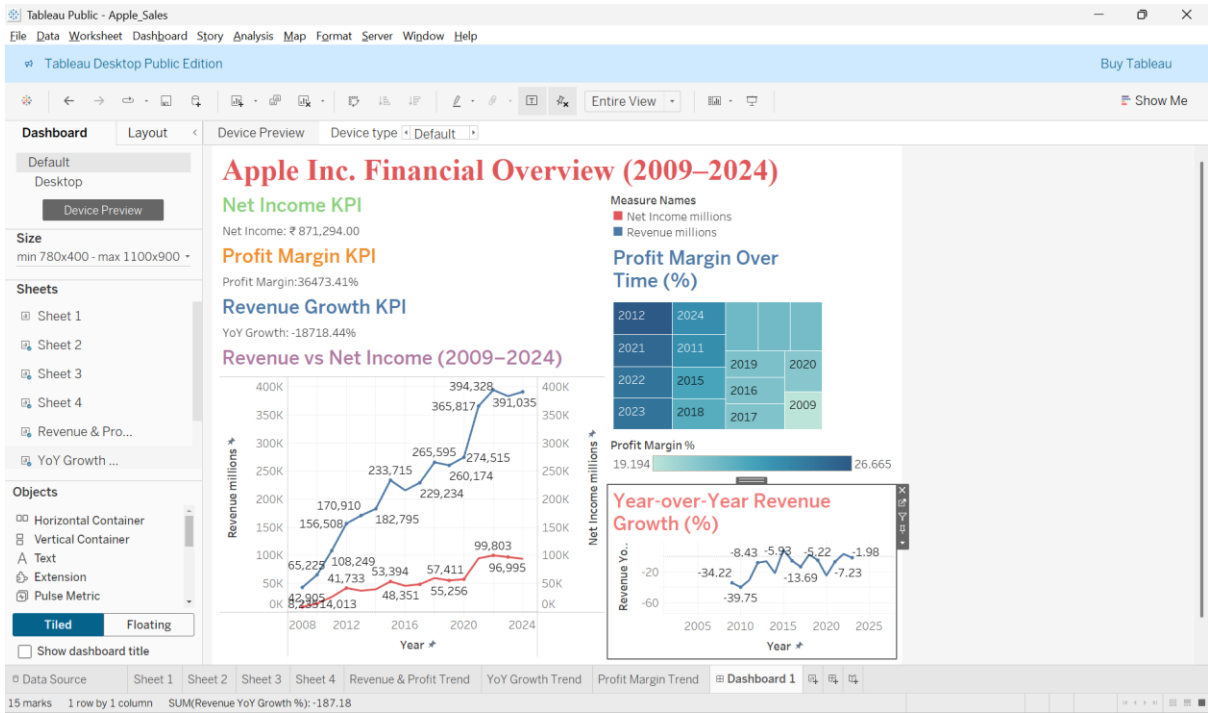 Tableau Public - Apple_Sales
File Data Worksheet Dashboard Story Analysis Map Format Server Window Help
Tableau Desktop Public Edition
Buy Tableau
Entire View
Show Me
Dashboard Layout
Device Preview Device type Default
Default
Desktop
Device Preview
Size
min 780x400 - max 1100x900
Sheets
Sheet 1
Sheet 2
Sheet 3
Sheet 4
Revenue & Pro...
YoY Growth ...
Objects
Horizontal Container
Vertical Container
Text
Extension
Pulse Metric
Tiled Floating
Show dashboard title
Apple Inc. Financial Overview (2009–2024)
Net Income KPI
Net Income: ₹ 871,294.00
Profit Margin KPI
Profit Margin:36473.41%
Revenue Growth KPI
YoY Growth: -18718.44%
Revenue vs Net Income (2009–2024)
Revenue millions
400K
350K
300K
250K
200K
150K
100K
50K
0K
394,328
365,817
391,035
265,595
274,515
233,715
260,174
229,234
170,910
156,508
182,795
99,803
65,225
108,249
41,733
53,394
57,411
96,995
48,351
55,256
42,905
8,235
14,013
400K
350K
300K
250K
200K
150K
100K
50K
0K
Net Income millions
2008 2012 2016 2020 2024
Year
Measure Names
Net Income millions
Revenue millions
Profit Margin Over
Time (%)
2012 2024
2021 2011
2019 2020
2022 2015
2016
2023 2018 2017 2009
Profit Margin %
19.194 26.665
Year-over-Year Revenue
Growth (%)
Revenue Yo..
-20
-60
-8.43 -5.93 -5.22 -1.98
-34.22 -13.69 -7.23
-39.75
2005 2010 2015 2020 2025
Year
Data Source Sheet 1 Sheet 2 Sheet 3 Sheet 4 Revenue & Profit Trend YoY Growth Trend Profit Margin Trend Dashboard 1
15 marks 1 row by 1 column SUM(Revenue YoY Growth %): -187.18